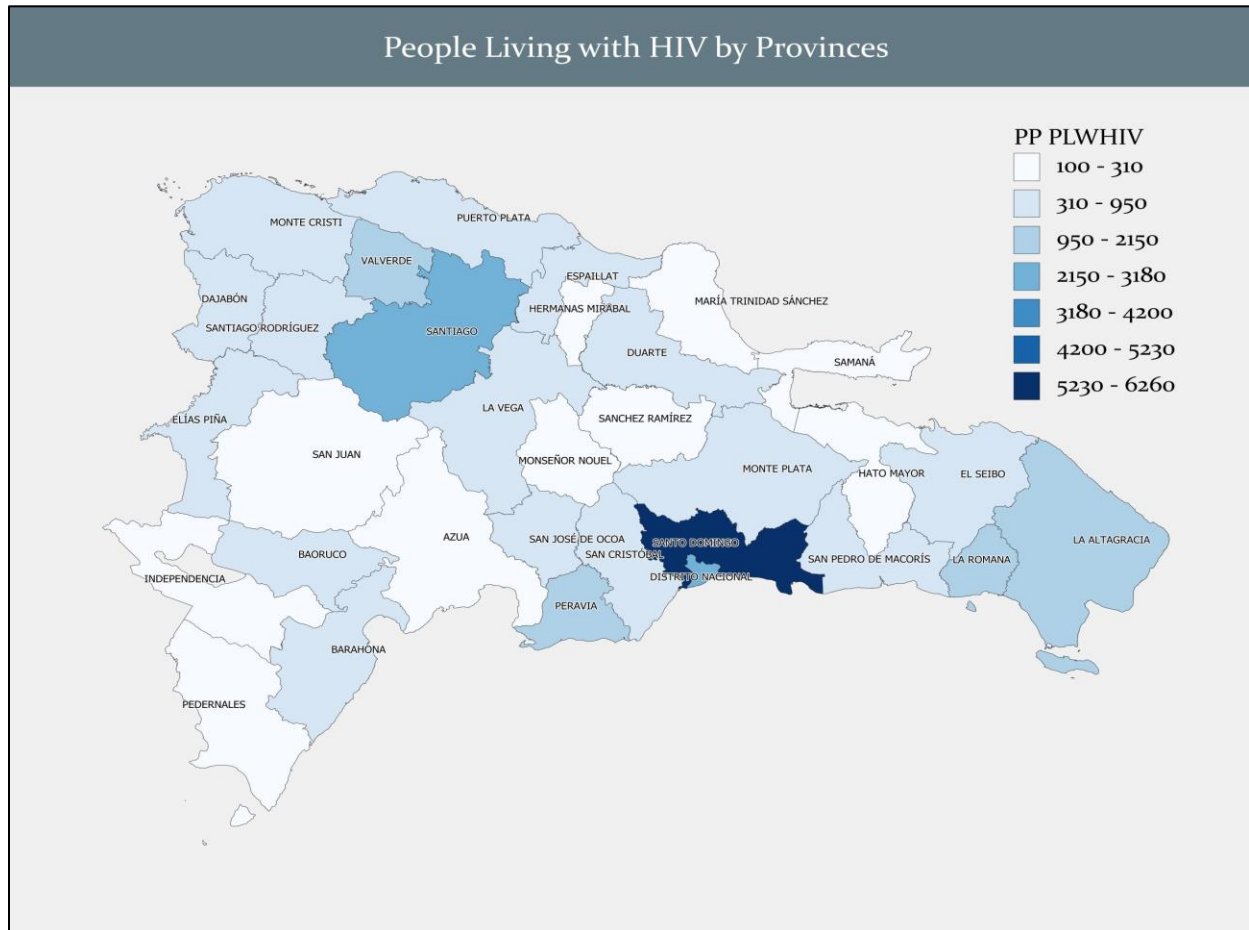 People Living with HIV by Provinces
PP PLWHIV
100 - 310
310 - 950
950 - 2150
2150 - 3180
3180 - 4200
4200 - 5230
5230 - 6260
PUERTO PLATA
MONTE CRISTI
VALVERDE
ESPAILLAT
DAJABÓN
HERMANAS MIRABAL
MARÍA TRINIDAD SÁNCHEZ
SANTIAGO RODRÍGUEZ
SANTIAGO
DUARTE
SAMANÁ
LA VEGA
ELÍAS PIÑA
SANCHEZ RAMÍREZ
SAN JUAN
MONSEÑOR NOUEL
MONTE PLATA
HATO MAYOR
EL SEIBO
AZUA
SAN JOSÉ DE OCOA
SANTO DOMINGO
LA ALTAGRACIA
BAORUCO
SAN CRISTÓBAL
SAN PEDRO DE MACORÍS
LA ROMANA
INDEPENDENCIA
DISTRITO NACIONAL
PERAVIA
BARAHONA
PEDERNALES